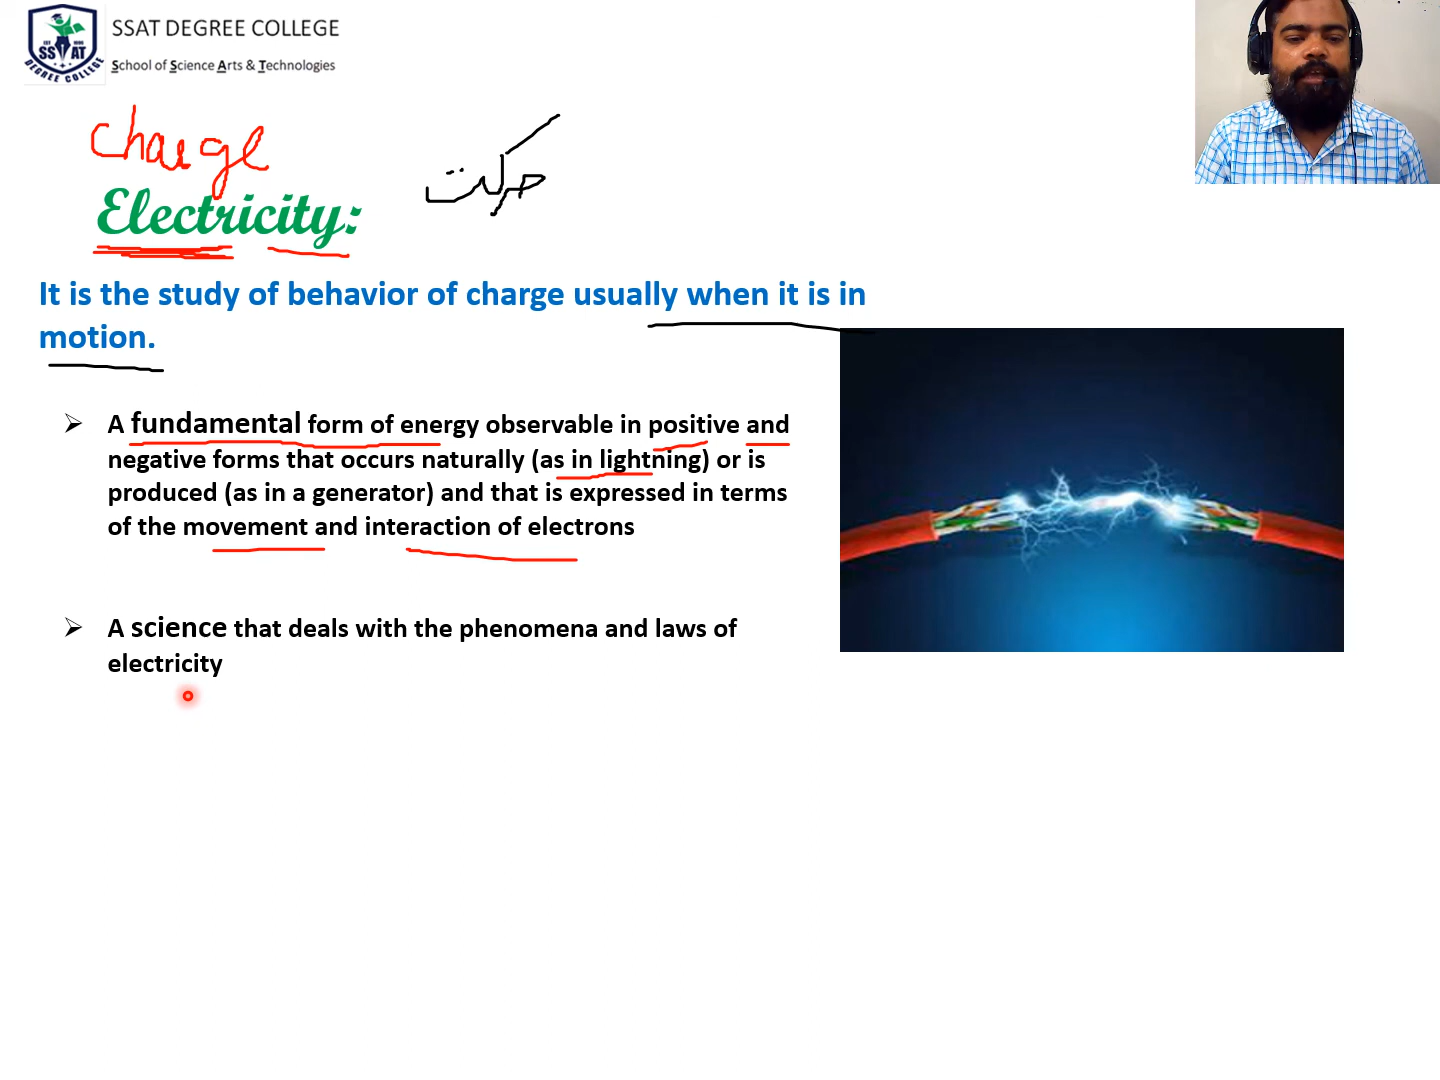 SSAT DEGREE COLLEGE
School of Science Arts & Technologies
SSAT
DEGREE COLLEGE
charge
حرکت
Electricity:
It is the study of behavior of charge usually when it is in
motion.
➢ A fundamental form of energy observable in positive and
negative forms that occurs naturally (as in lightning) or is
produced (as in a generator) and that is expressed in terms
of the movement and interaction of electrons
➢ A science that deals with the phenomena and laws of
electricity